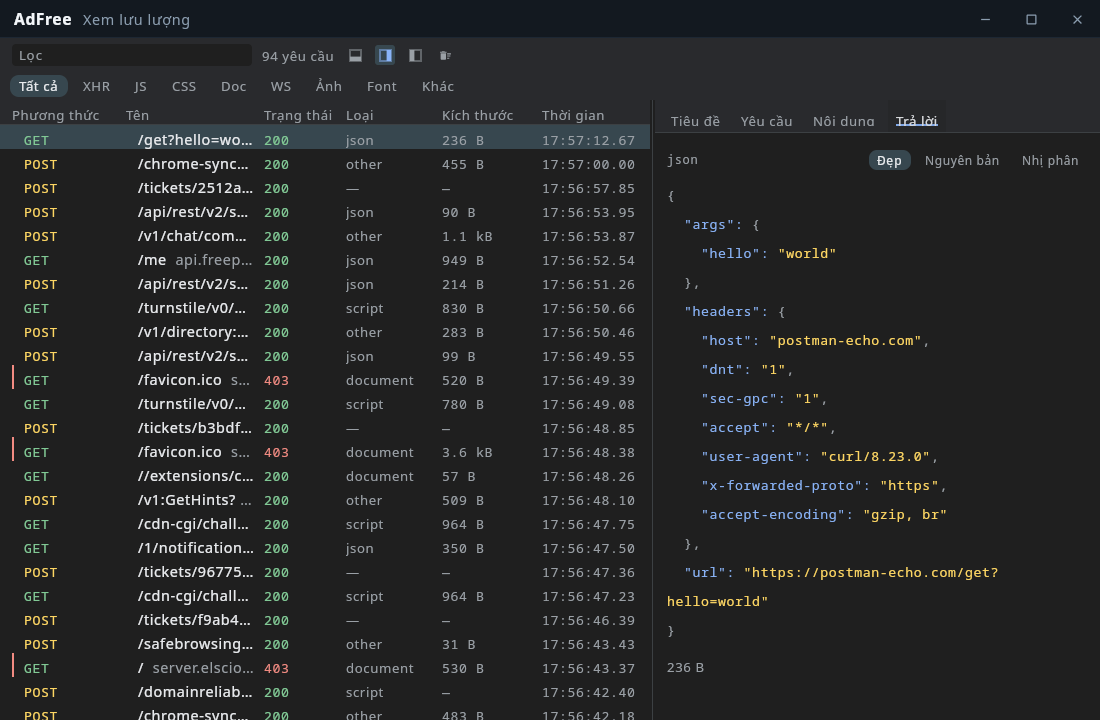 AdFree Xem lưu lượng
Lọc 94 yêu cầu
Tất cả XHR JS CSS Doc WS Ảnh Font Khác
Phương thức Tên Trạng thái Loại Kích thước Thời gian
GET /get?hello=wo... 200 json 236 B 17:57:12.67
POST /chrome-sync... 200 other 455 B 17:57:00.00
POST /tickets/2512a... 200 — — 17:56:57.85
POST /api/rest/v2/s... 200 json 90 B 17:56:53.95
POST /v1/chat/com... 200 other 1.1 kB 17:56:53.87
GET /me api.freep... 200 json 949 B 17:56:52.54
POST /api/rest/v2/s... 200 json 214 B 17:56:51.26
GET /turnstile/v0/... 200 script 830 B 17:56:50.66
POST /v1/directory:... 200 other 283 B 17:56:50.46
POST /api/rest/v2/s... 200 json 99 B 17:56:49.55
GET /favicon.ico s... 403 document 520 B 17:56:49.39
GET /turnstile/v0/... 200 script 780 B 17:56:49.08
POST /tickets/b3bdf... 200 — — 17:56:48.85
GET /favicon.ico s... 403 document 3.6 kB 17:56:48.38
GET //extensions/c... 200 document 57 B 17:56:48.26
POST /v1:GetHints? ... 200 other 509 B 17:56:48.10
GET /cdn-cgi/chall... 200 script 964 B 17:56:47.75
GET /1/notification... 200 json 350 B 17:56:47.50
POST /tickets/96775... 200 — — 17:56:47.36
GET /cdn-cgi/chall... 200 script 964 B 17:56:47.23
POST /tickets/f9ab4... 200 — — 17:56:46.39
POST /safebrowsing... 200 other 31 B 17:56:43.43
GET / server.elscio... 403 document 530 B 17:56:43.37
POST /domainreliab... 200 script — 17:56:42.40
POST /chrome-sync... 200 other 483 B 17:56:42.18
Tiêu đề Yêu cầu Nội dung Trả lời
json Đẹp Nguyên bản Nhị phân
{
"args": {
"hello": "world"
},
"headers": {
"host": "postman-echo.com",
"dnt": "1",
"sec-gpc": "1",
"accept": "*/*",
"user-agent": "curl/8.23.0",
"x-forwarded-proto": "https",
"accept-encoding": "gzip, br"
},
"url": "https://postman-echo.com/get?
hello=world"
}
236 B